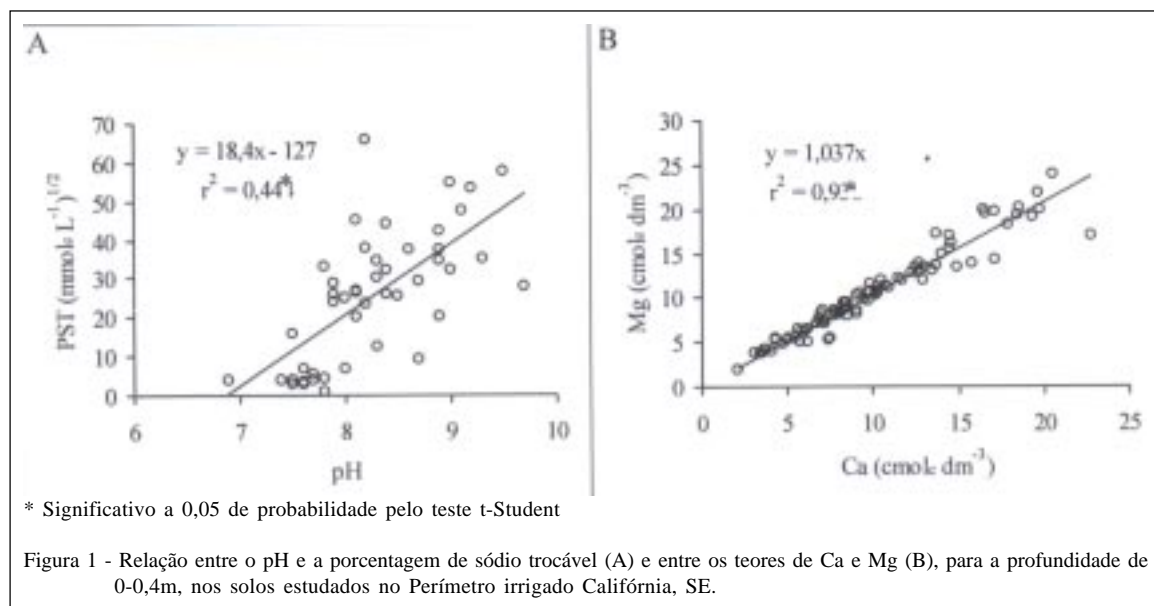 A
B
PST (mmolc L⁻¹)¹/²
70
60
50
40
30
20
10
0
y = 18,4x - 127
r² = 0,44 *
6
7
8
9
10
pH
Mg (cmolc dm⁻³)
30
25
20
15
10
5
0
y = 1,037x
*
0
5
10
15
20
25
Ca (cmolc dm⁻³)
* Significativo a 0,05 de probabilidade pelo teste t-Student
Figura 1 - Relação entre o pH e a porcentagem de sódio trocável (A) e entre os teores de Ca e Mg (B), para a profundidade de
0-0,4m, nos solos estudados no Perímetro irrigado Califórnia, SE.